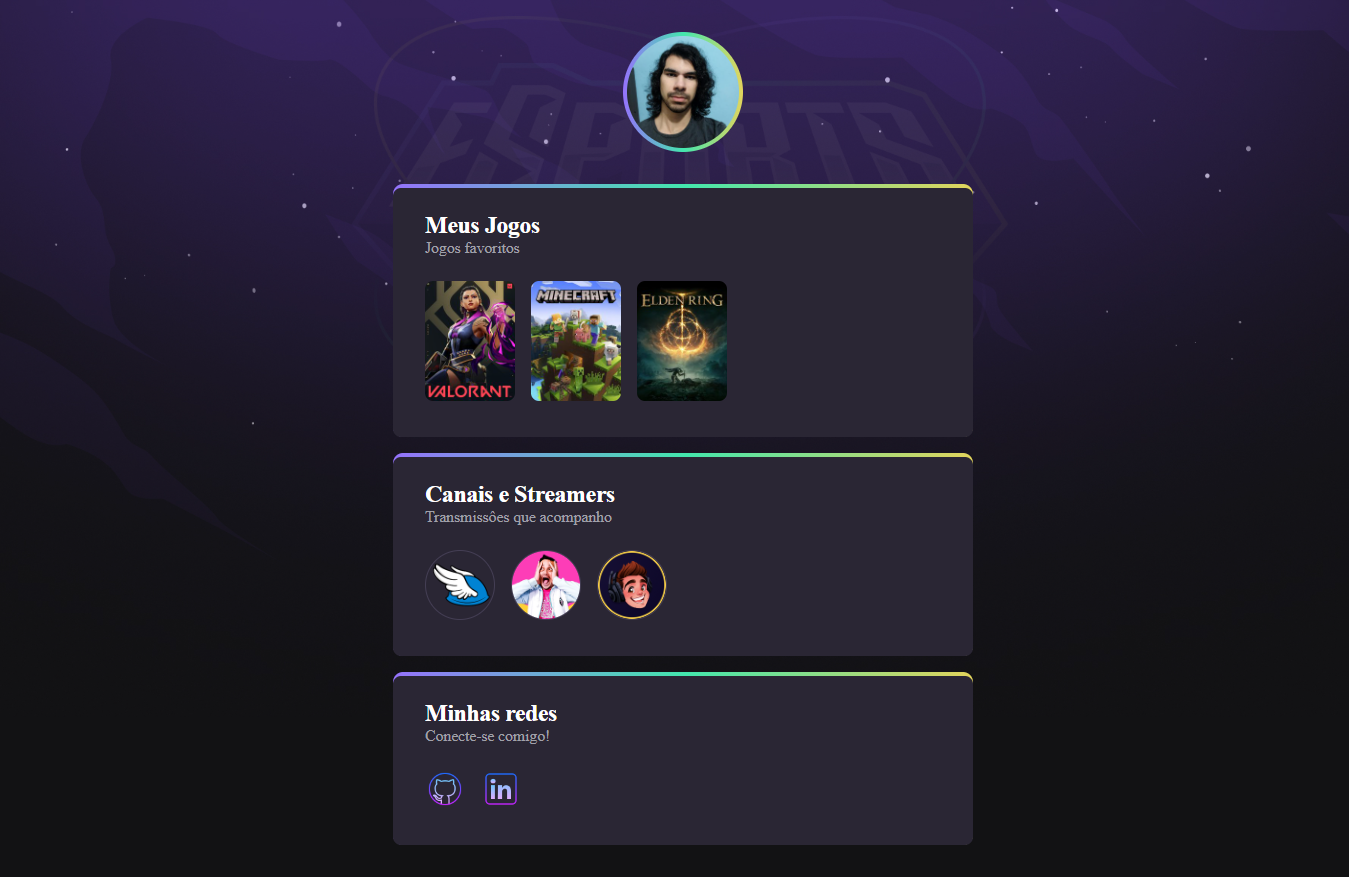 ESPORTS
Meus Jogos
Jogos favoritos
VALORANT
MINECRAFT
ELDEN RING
Canais e Streamers
Transmissões que acompanho
Minhas redes
Conecte-se comigo!
in